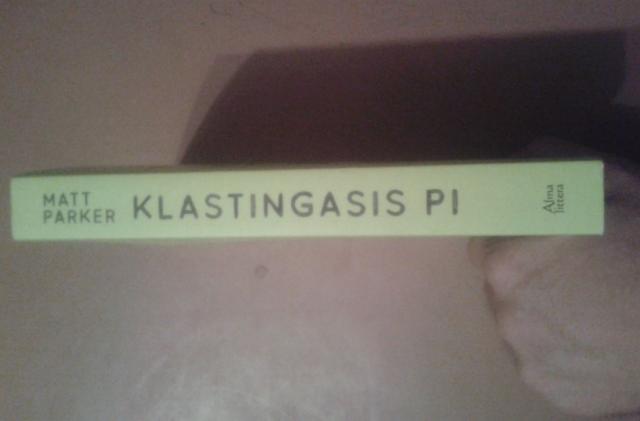 MATT
PARKER
KLASTINGASIS PI
Alma
littera